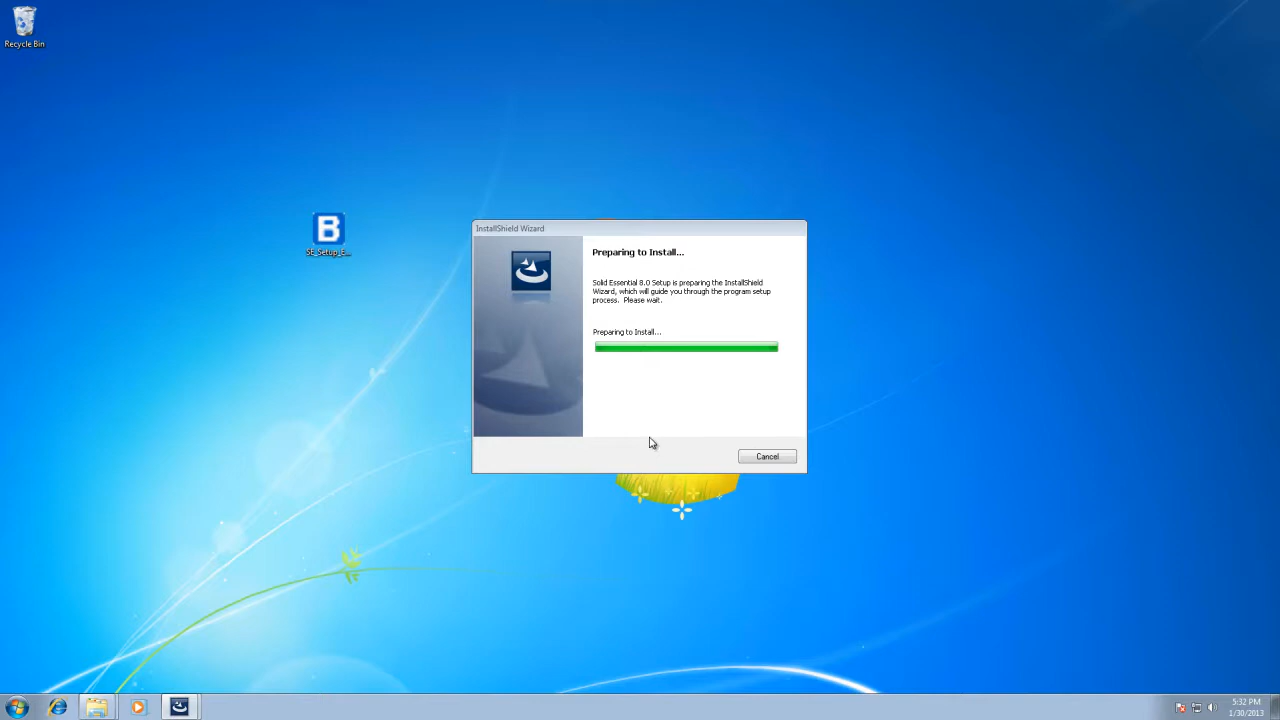 Recycle Bin
SE_Setup_E...
InstallShield Wizard
Preparing to Install...
Solid Essential 8.0 Setup is preparing the InstallShield
Wizard, which will guide you through the program setup
process. Please wait.
Preparing to Install...
Cancel
5:32 PM
1/30/2013